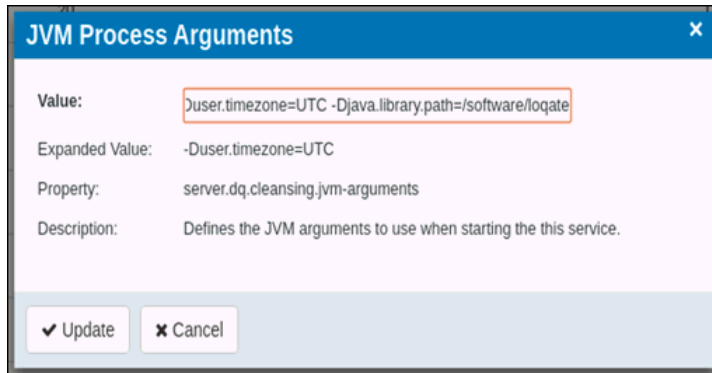 20
JVM Process Arguments ×
Value: Duser.timezone=UTC -Djava.library.path=/software/loqate
Expanded Value: -Duser.timezone=UTC
Property: server.dq.cleansing.jvm-arguments
Description: Defines the JVM arguments to use when starting the this service.
✔ Update ✖ Cancel